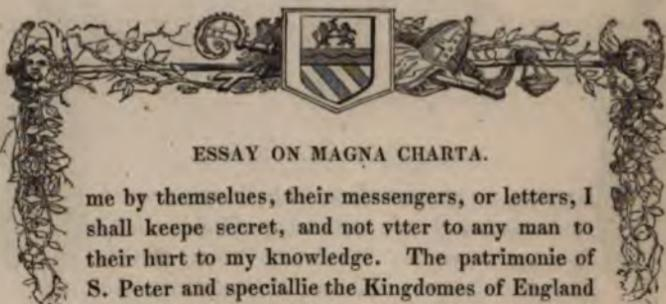 ESSAY ON MAGNA CHARTA.
me by themselues, their messengers, or letters, I
shall keepe secret, and not vtter to any man to
their hurt to my knowledge. The patrimonie of
S. Peter and speciallie the Kingdomes of England